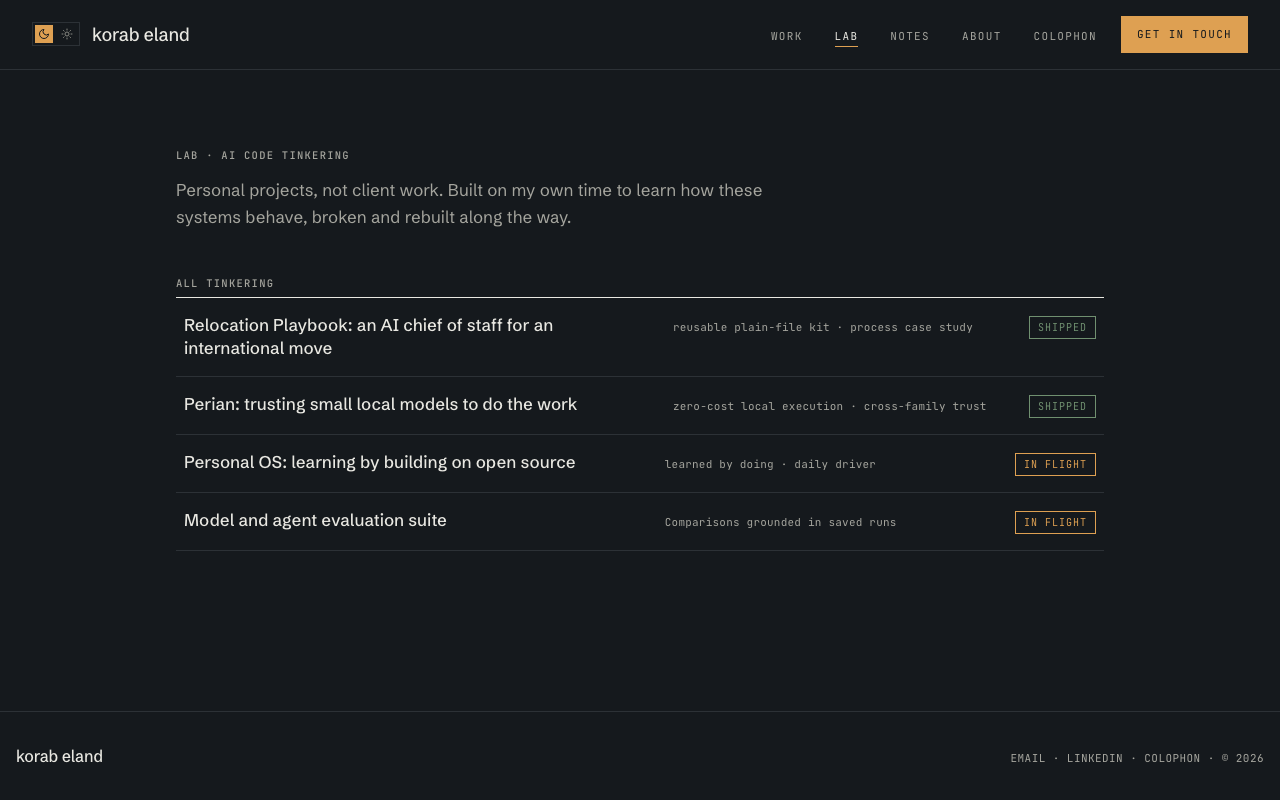 korab eland
WORK LAB NOTES ABOUT COLOPHON GET IN TOUCH
LAB · AI CODE TINKERING
Personal projects, not client work. Built on my own time to learn how these
systems behave, broken and rebuilt along the way.
ALL TINKERING
Relocation Playbook: an AI chief of staff for an
international move
reusable plain-file kit · process case study
SHIPPED
Perian: trusting small local models to do the work
zero-cost local execution · cross-family trust
SHIPPED
Personal OS: learning by building on open source
learned by doing · daily driver
IN FLIGHT
Model and agent evaluation suite
Comparisons grounded in saved runs
IN FLIGHT
korab eland
EMAIL · LINKEDIN · COLOPHON · © 2026